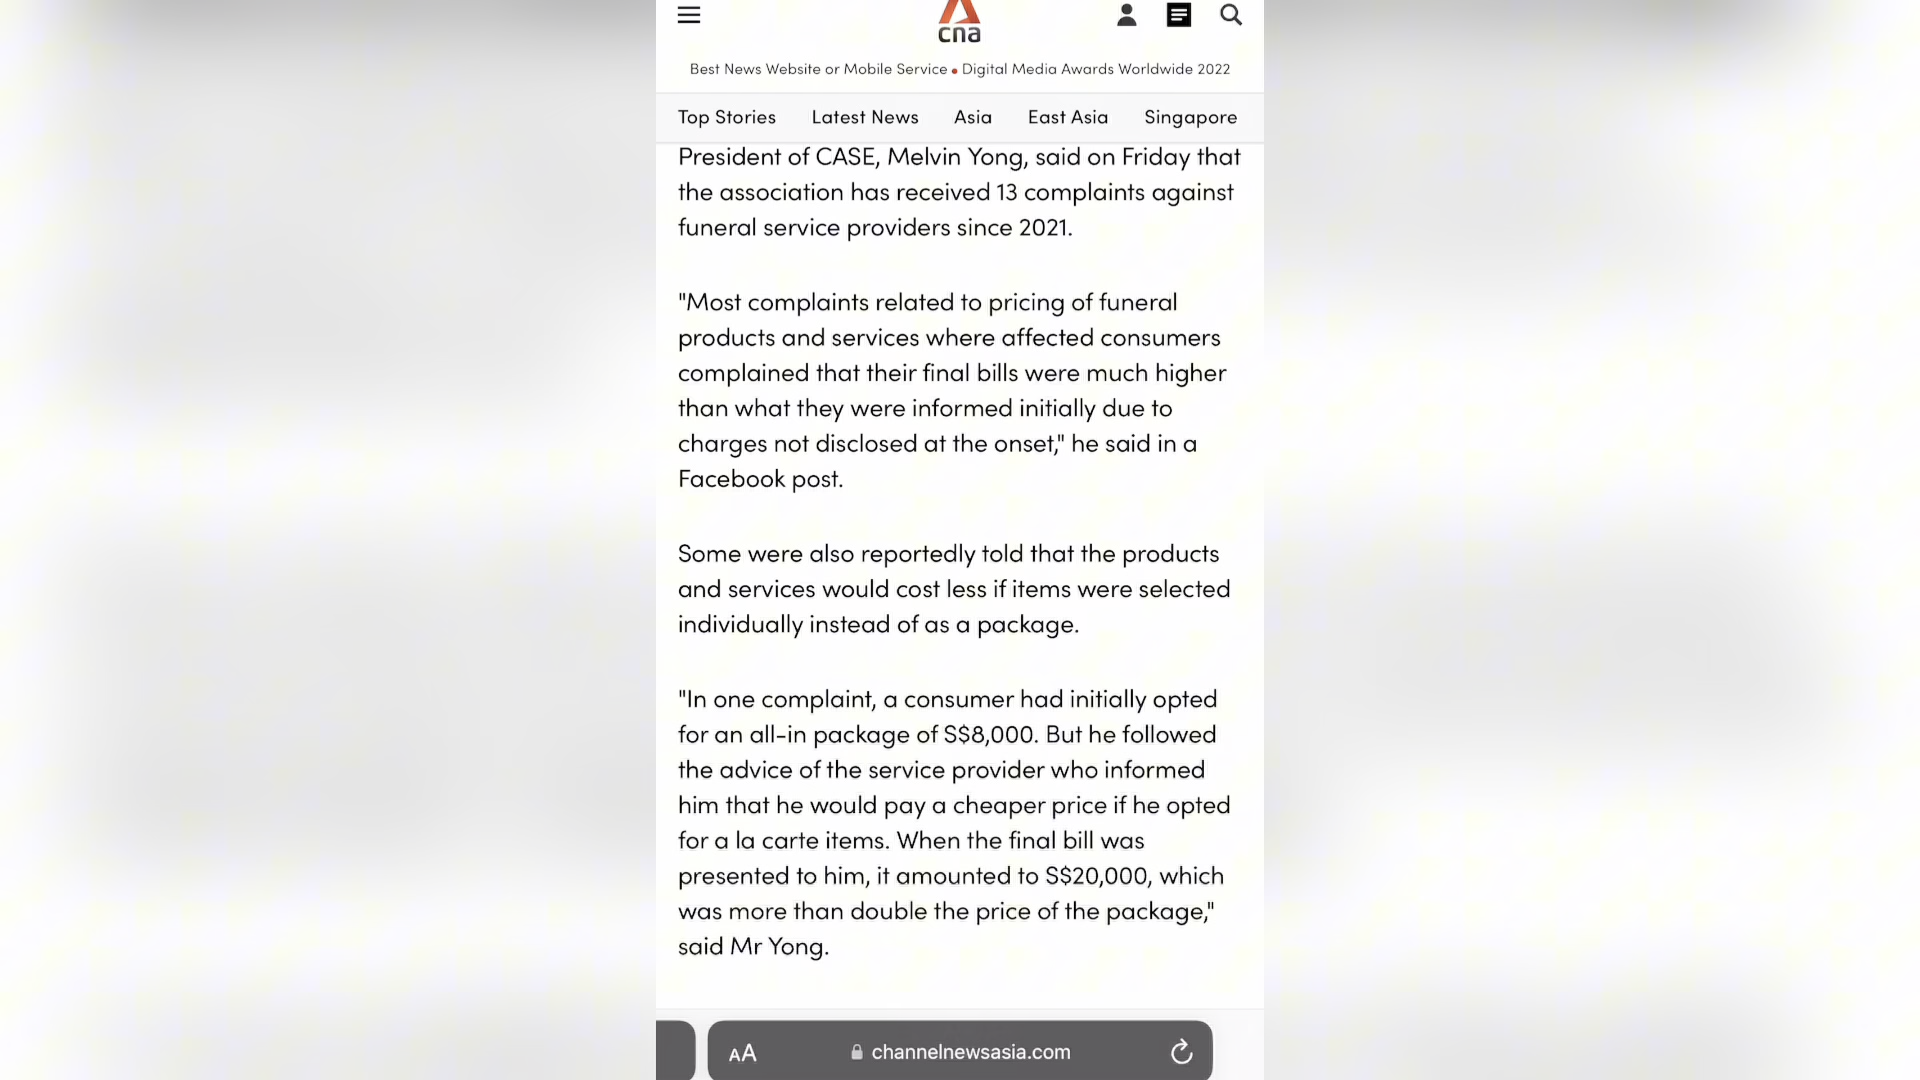 cna
Best News Website or Mobile Service • Digital Media Awards Worldwide 2022
Top Stories Latest News Asia East Asia Singapore
President of CASE, Melvin Yong, said on Friday that
the association has received 13 complaints against
funeral service providers since 2021.
"Most complaints related to pricing of funeral
products and services where affected consumers
complained that their final bills were much higher
than what they were informed initially due to
charges not disclosed at the onset," he said in a
Facebook post.
Some were also reportedly told that the products
and services would cost less if items were selected
individually instead of as a package.
"In one complaint, a consumer had initially opted
for an all-in package of S$8,000. But he followed
the advice of the service provider who informed
him that he would pay a cheaper price if he opted
for a la carte items. When the final bill was
presented to him, it amounted to S$20,000, which
was more than double the price of the package,"
said Mr Yong.
AA channelnewsasia.com